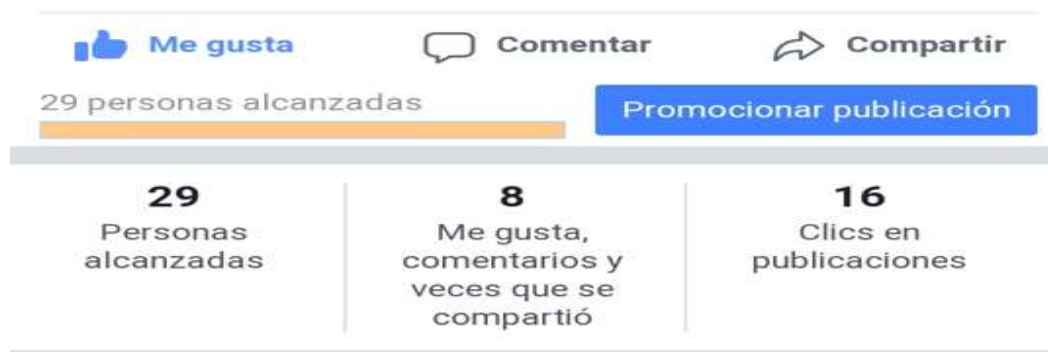 Me gusta
Comentar
Compartir
29 personas alcanzadas
Promocionar publicación
29
Personas
alcanzadas
8
Me gusta,
comentarios y
veces que se
compartió
16
Clics en
publicaciones